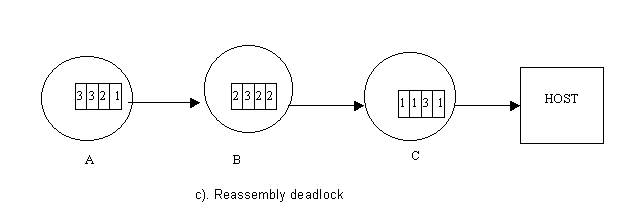 3 3 2 1
2 3 2 2
1 1 3 1
HOST
A
B
C
c). Reassembly deadlock